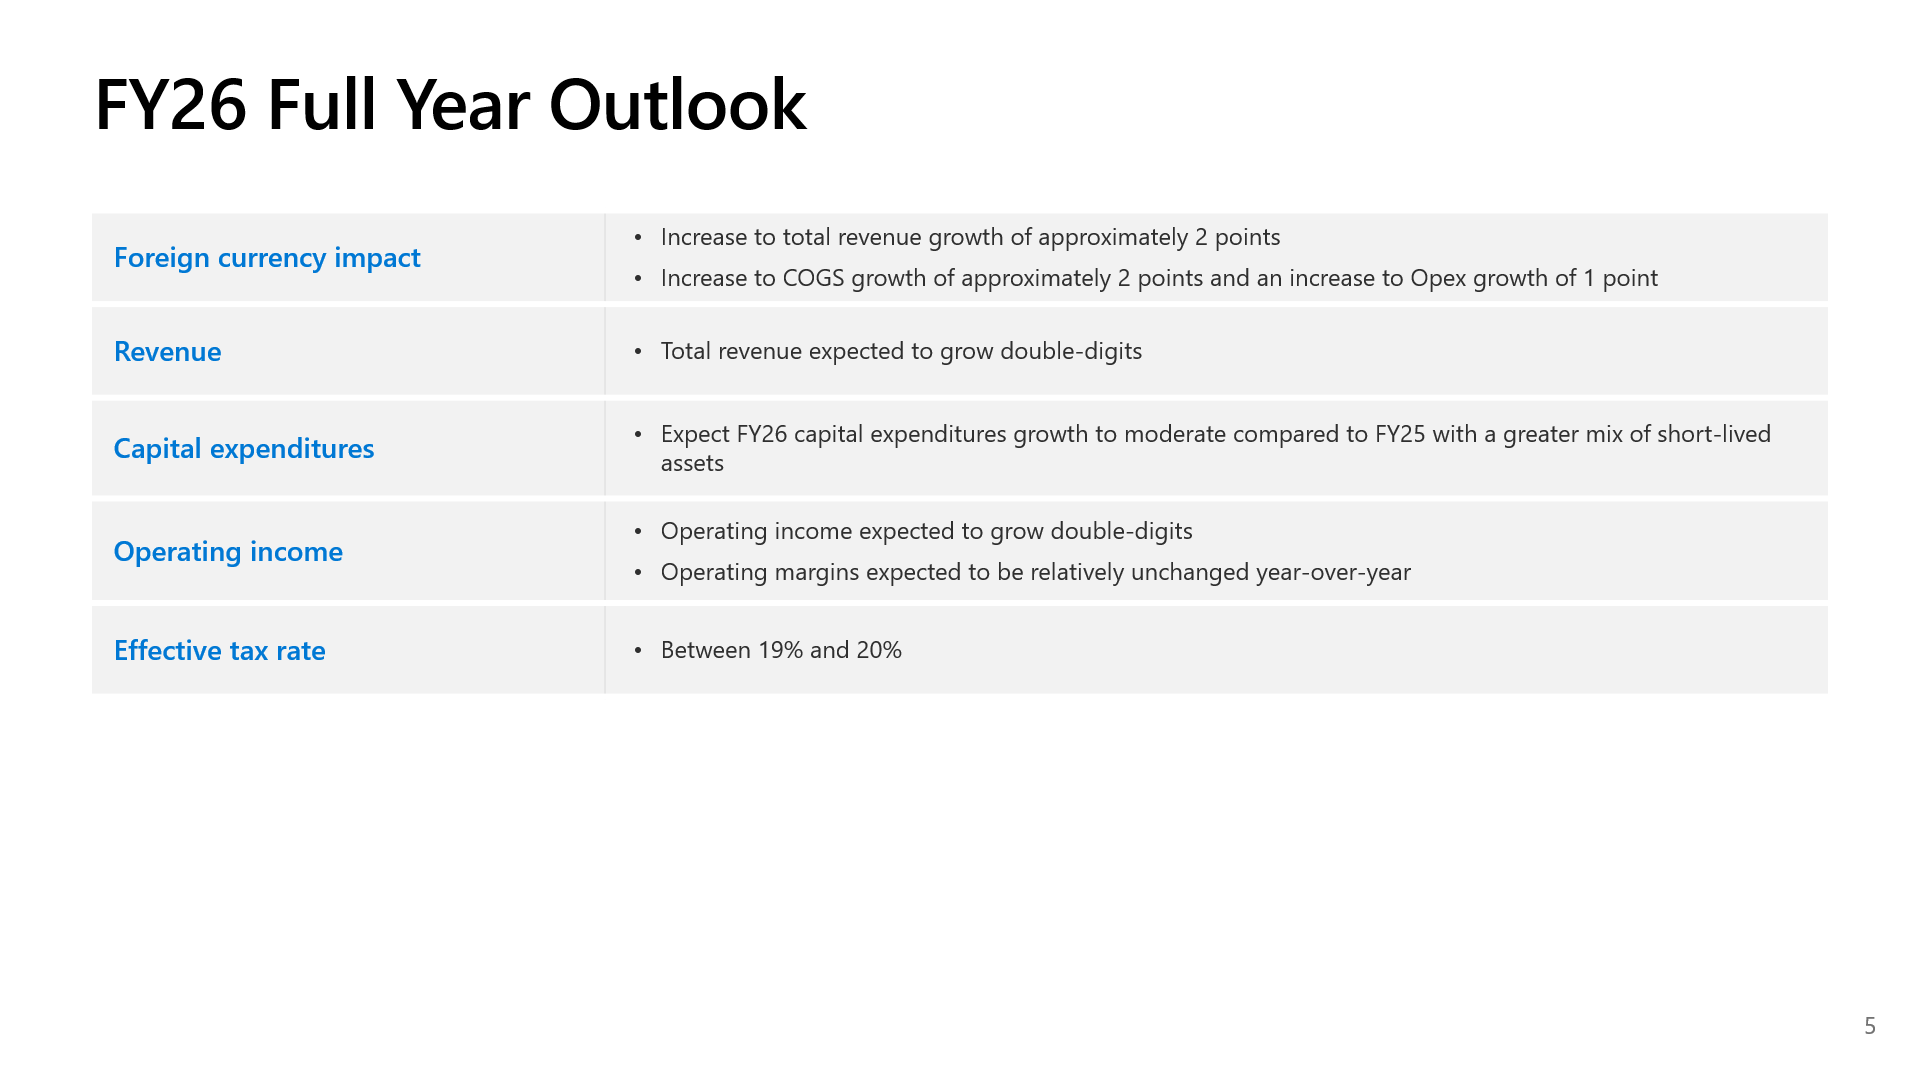 FY26 Full Year Outlook
Foreign currency impact
• Increase to total revenue growth of approximately 2 points
• Increase to COGS growth of approximately 2 points and an increase to Opex growth of 1 point
Revenue
• Total revenue expected to grow double-digits
Capital expenditures
• Expect FY26 capital expenditures growth to moderate compared to FY25 with a greater mix of short-lived
assets
Operating income
• Operating income expected to grow double-digits
• Operating margins expected to be relatively unchanged year-over-year
Effective tax rate
• Between 19% and 20%
5